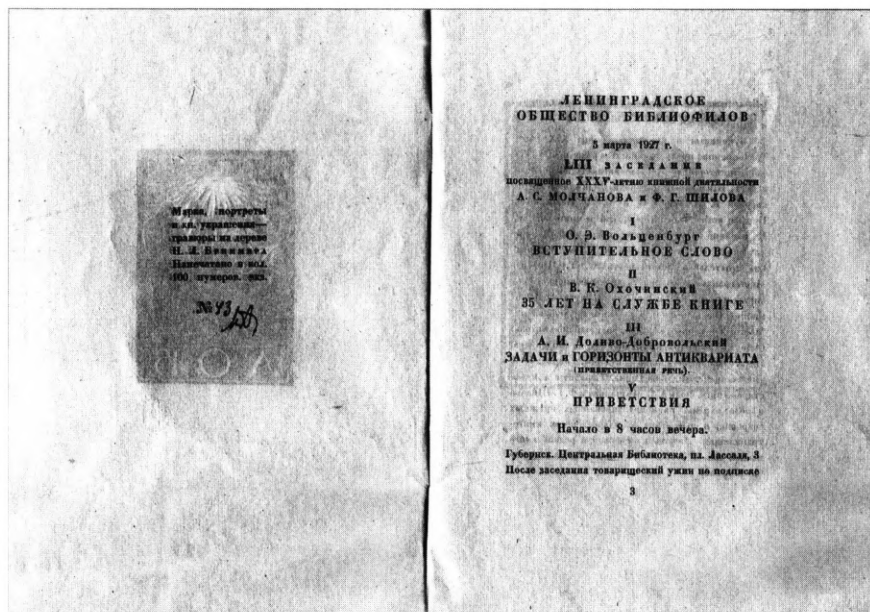 Марка, портреты
и кн. украшения—
гравюры на дереве
Напечатано в кол.
100 нумеров. экз.
№ 43
ЛОБ
ЛЕНИНГРАДСКОЕ
ОБЩЕСТВО БИБЛИОФИЛОВ
5 марта 1927 г.
LIII ЗАСЕДАНИЕ
посвященное XXXV-летию книжной деятельности
А. С. МОЛЧАНОВА и Ф. Г. ШИЛОВА
I
О. Э. Вольценбург
ВСТУПИТЕЛЬНОЕ СЛОВО
II
В. К. Охочинский
35 ЛЕТ НА СЛУЖБЕ КНИГЕ
III
А. И. Доливо-Добровольский
ЗАДАЧИ и ГОРИЗОНТЫ АНТИКВАРИАТА
(ПРИВЕТСТВЕННАЯ РЕЧЬ).
V
ПРИВЕТСТВИЯ
Начало в 8 часов вечера.
Губернск. Центральная Библиотека, пл. Лассаля, 3
После заседания товарищеский ужин по подписке
3